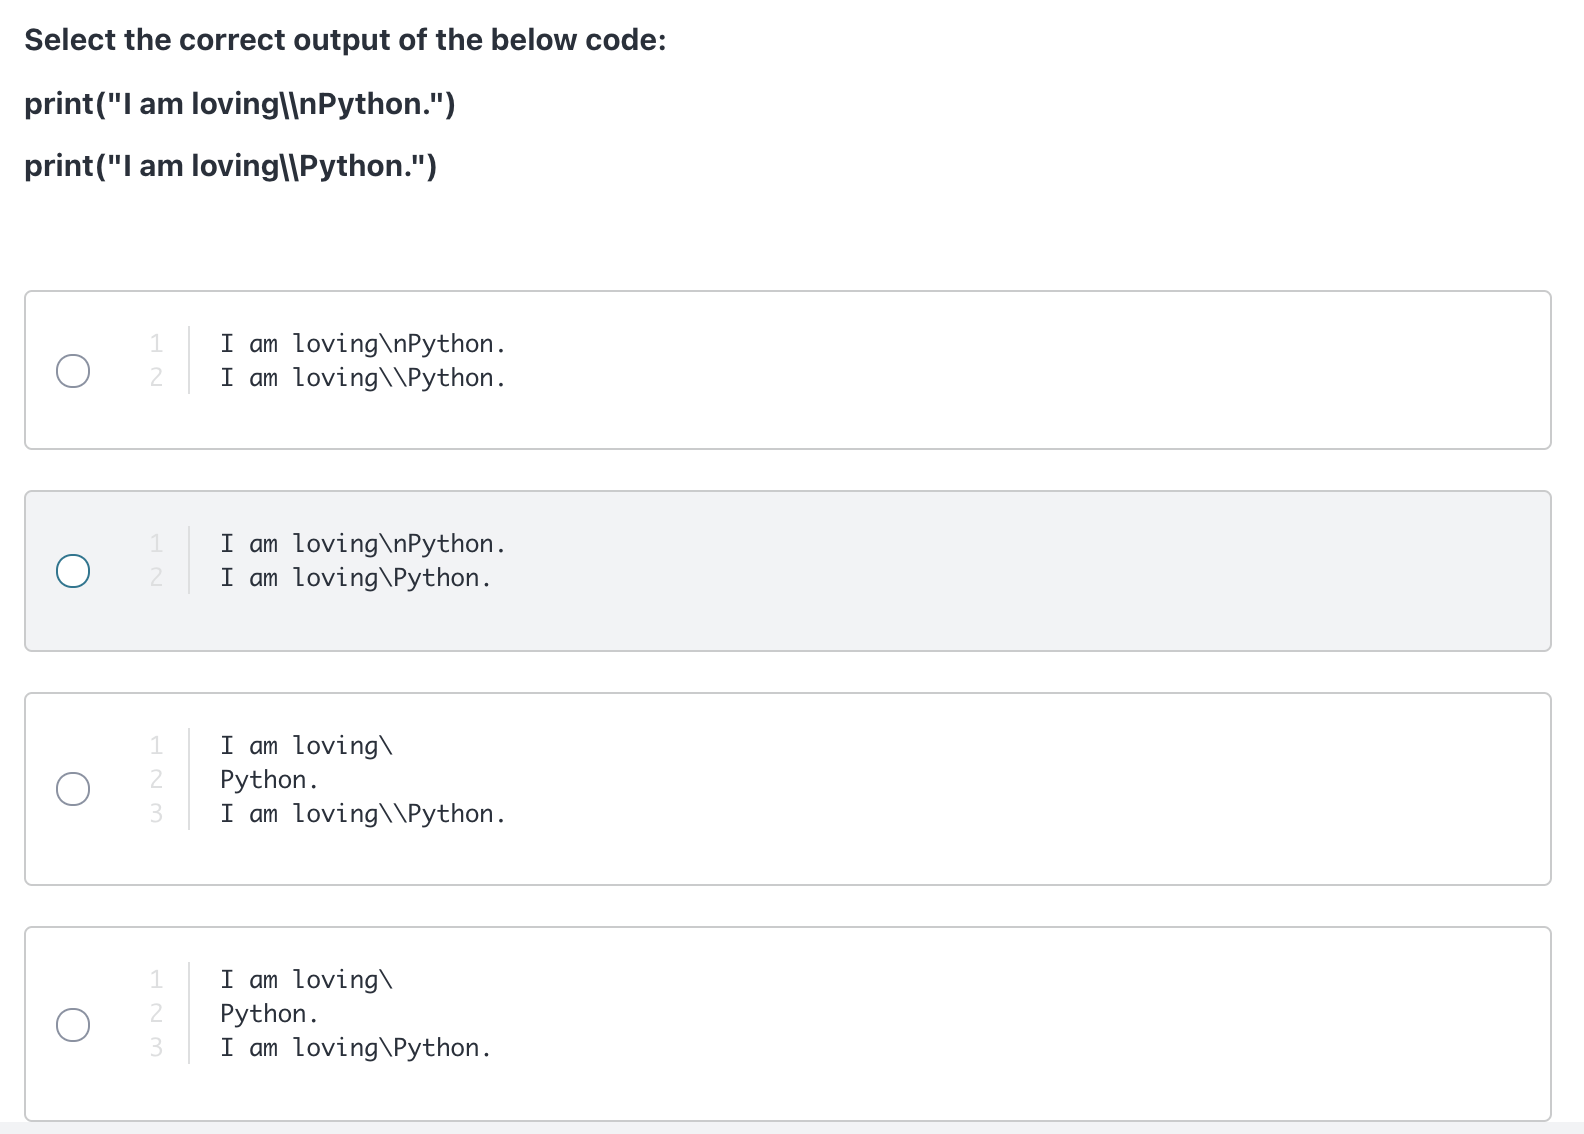 Select the correct output of the below code:
print("I am loving\\nPython.")
print("I am loving\\Python.")
1 I am loving\nPython.
2 I am loving\\Python.
1 I am loving\nPython.
2 I am loving\Python.
1 I am loving\
2 Python.
3 I am loving\\Python.
1 I am loving\
2 Python.
3 I am loving\Python.